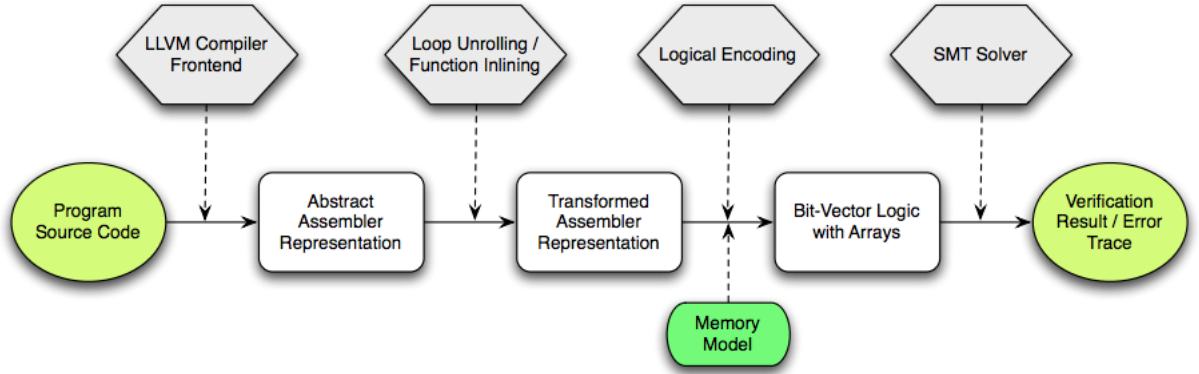 LLVM Compiler
Frontend
Loop Unrolling /
Function Inlining
Logical Encoding
SMT Solver
Program
Source Code
Abstract
Assembler
Representation
Transformed
Assembler
Representation
Bit-Vector Logic
with Arrays
Verification
Result / Error
Trace
Memory
Model